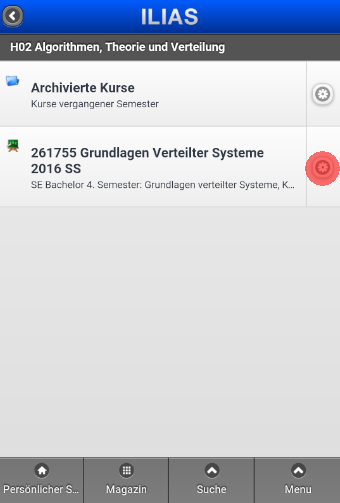 ILIAS
H02 Algorithmen, Theorie und Verteilung
Archivierte Kurse
Kurse vergangener Semester
261755 Grundlagen Verteilter Systeme
2016 SS
SE Bachelor 4. Semester: Grundlagen verteilter Systeme, K...
Persönlicher S... Magazin Suche Menu